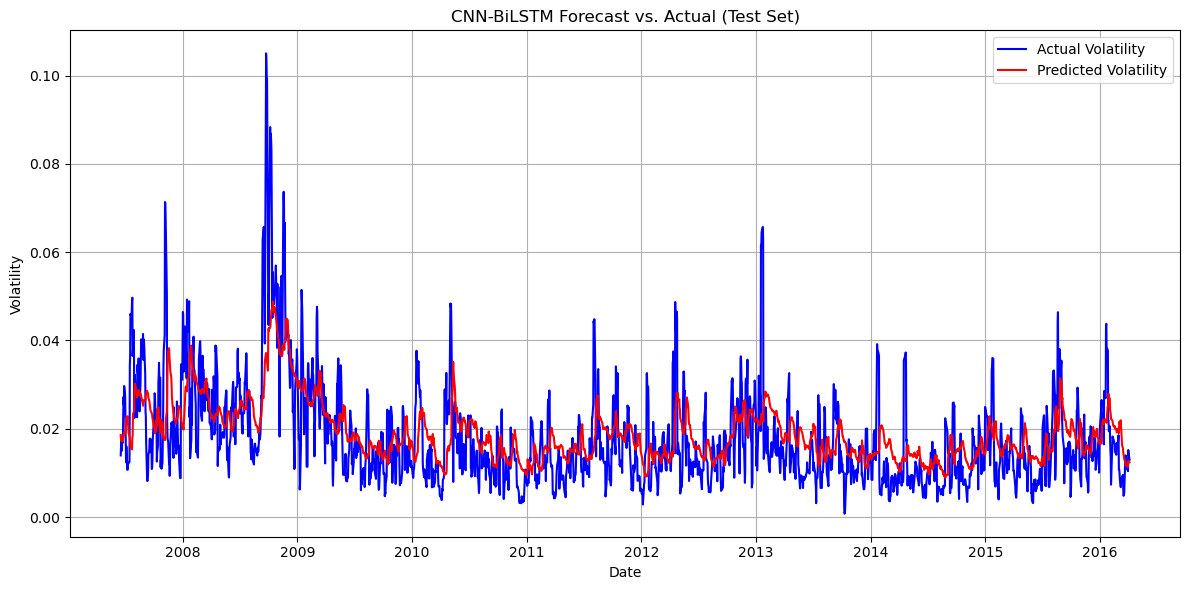 CNN-BiLSTM Forecast vs. Actual (Test Set)
Actual Volatility
Predicted Volatility
Volatility
0.10
0.08
0.06
0.04
0.02
0.00
2008 2009 2010 2011 2012 2013 2014 2015 2016
Date